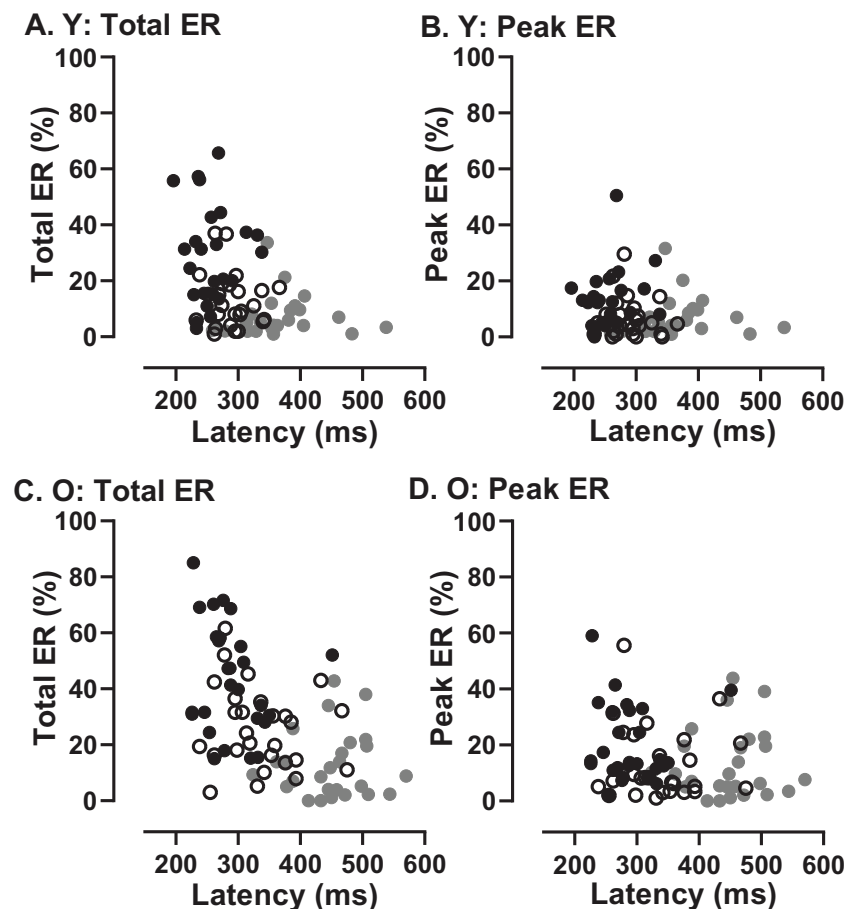 A. Y: Total ER
B. Y: Peak ER
Total ER (%)
100
80
60
40
20
0
200 300 400 500 600
Latency (ms)
Peak ER (%)
100
80
60
40
20
0
200 300 400 500 600
Latency (ms)
C. O: Total ER
D. O: Peak ER
Total ER (%)
100
80
60
40
20
0
200 300 400 500 600
Latency (ms)
Peak ER (%)
100
80
60
40
20
0
200 300 400 500 600
Latency (ms)